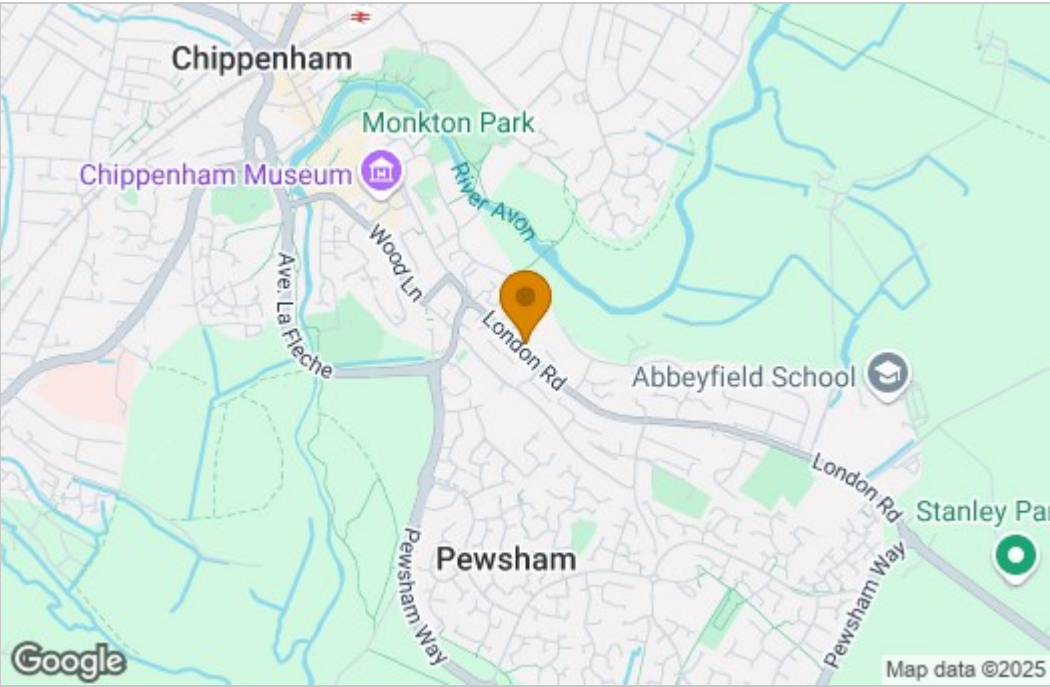 Chippenham
Monkton Park
Chippenham Museum
River Avon
Wood Ln
Ave. La Fleche
London Rd
Abbeyfield School
London Rd
Stanley Par
Pewsham
Pewsham Way
Pewsham Way
Google
Map data ©2025